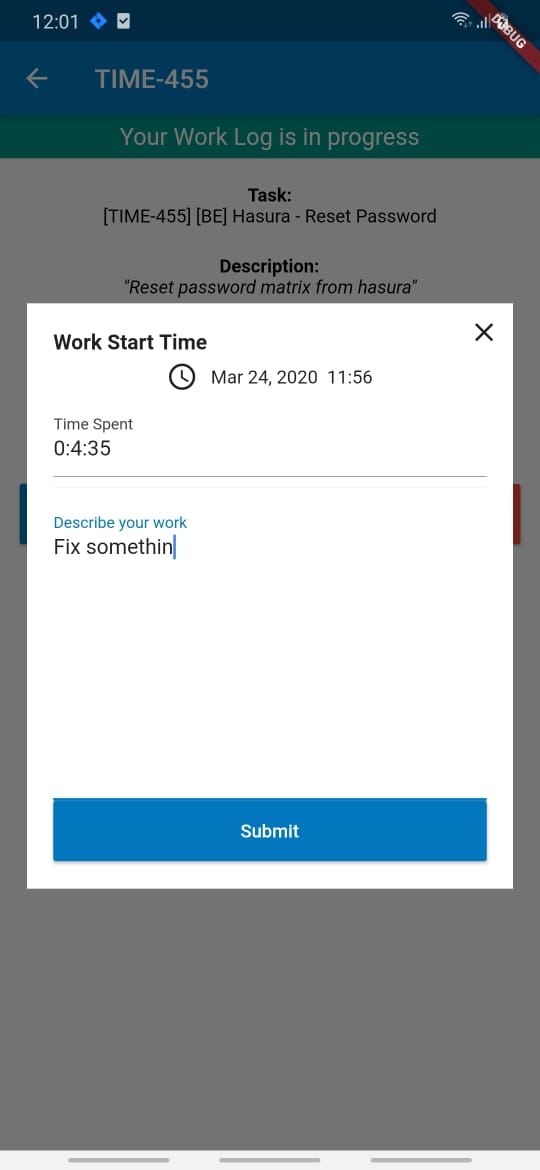 12:01
DEBUG
TIME-455
Your Work Log is in progress
Task:
[TIME-455] [BE] Hasura - Reset Password
Description:
"Reset password matrix from hasura"
Work Start Time
Mar 24, 2020 11:56
Time Spent
0:4:35
Describe your work
Fix somethin
Submit